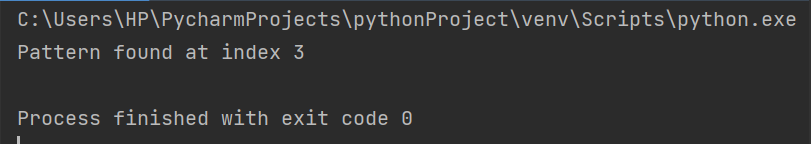 C:\Users\HP\PycharmProjects\pythonProject\venv\Scripts\python.exe
Pattern found at index 3
Process finished with exit code 0